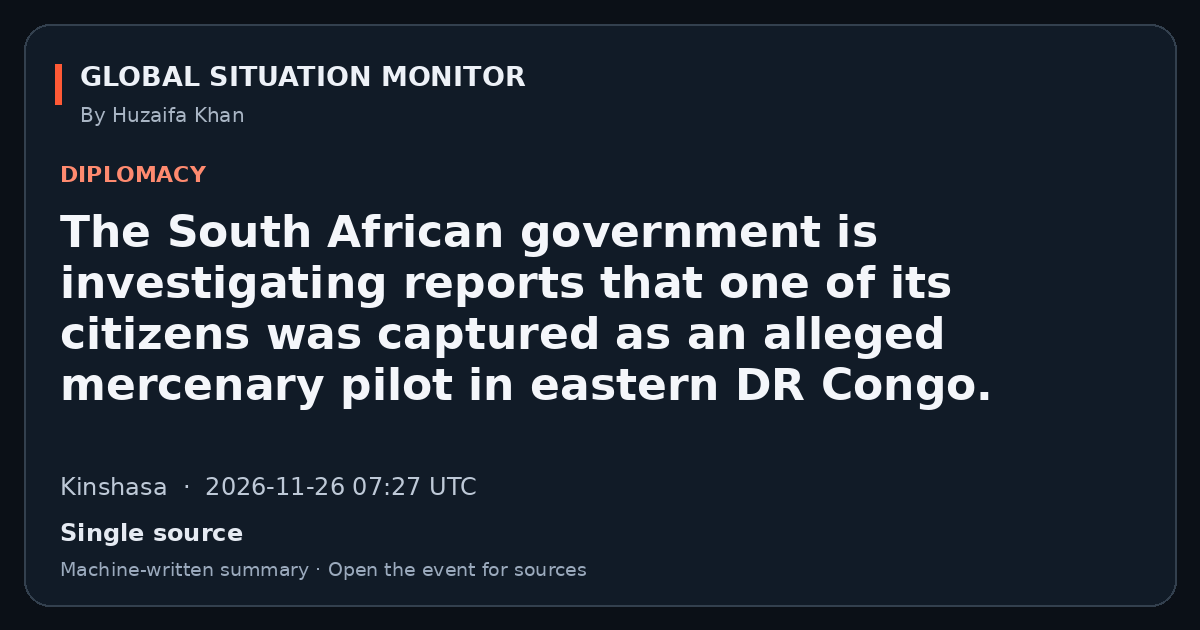 GLOBAL SITUATION MONITOR
By Huzaifa Khan
DIPLOMACY
The South African government is
investigating reports that one of its
citizens was captured as an alleged
mercenary pilot in eastern DR Congo.
Kinshasa · 2026-11-26 07:27 UTC
Single source
Machine-written summary · Open the event for sources